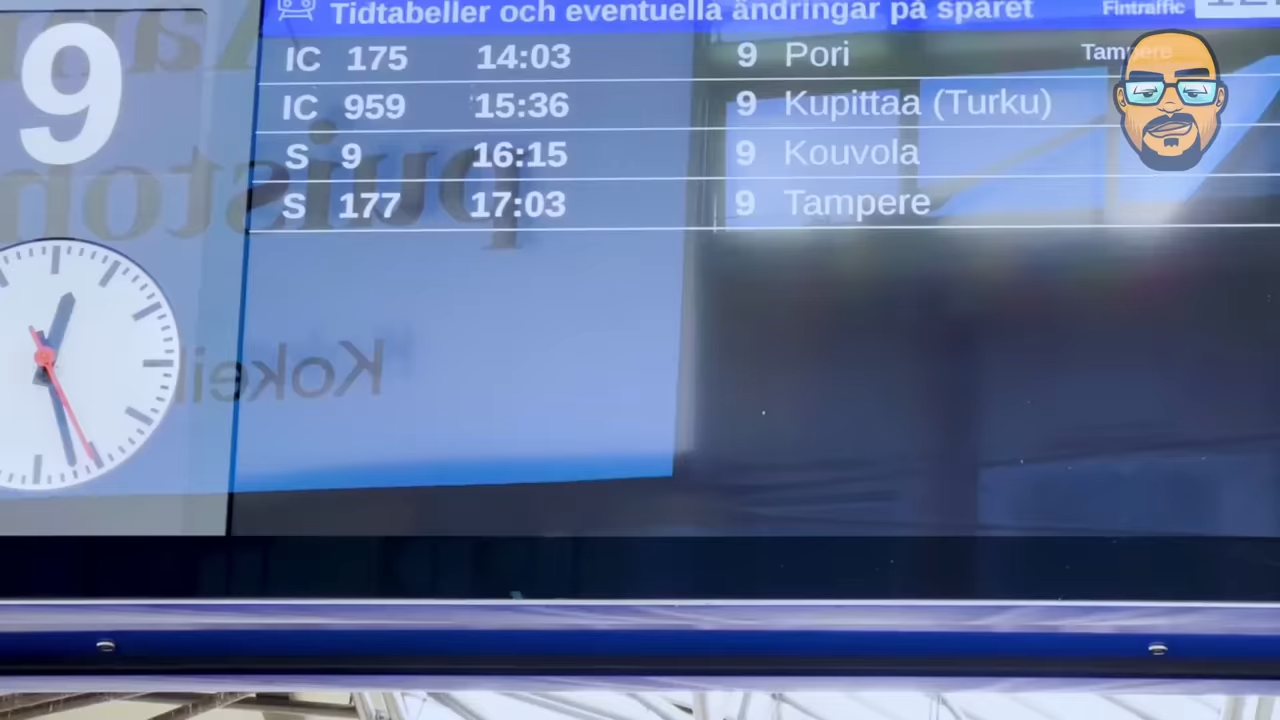 9
Tidtabeller och eventuella ändringar på spåret
Fintraffic
IC 175 14:03 9 Pori Tampere
IC 959 15:36 9 Kupittaa (Turku)
S 9 16:15 9 Kouvola
S 177 17:03 9 Tampere